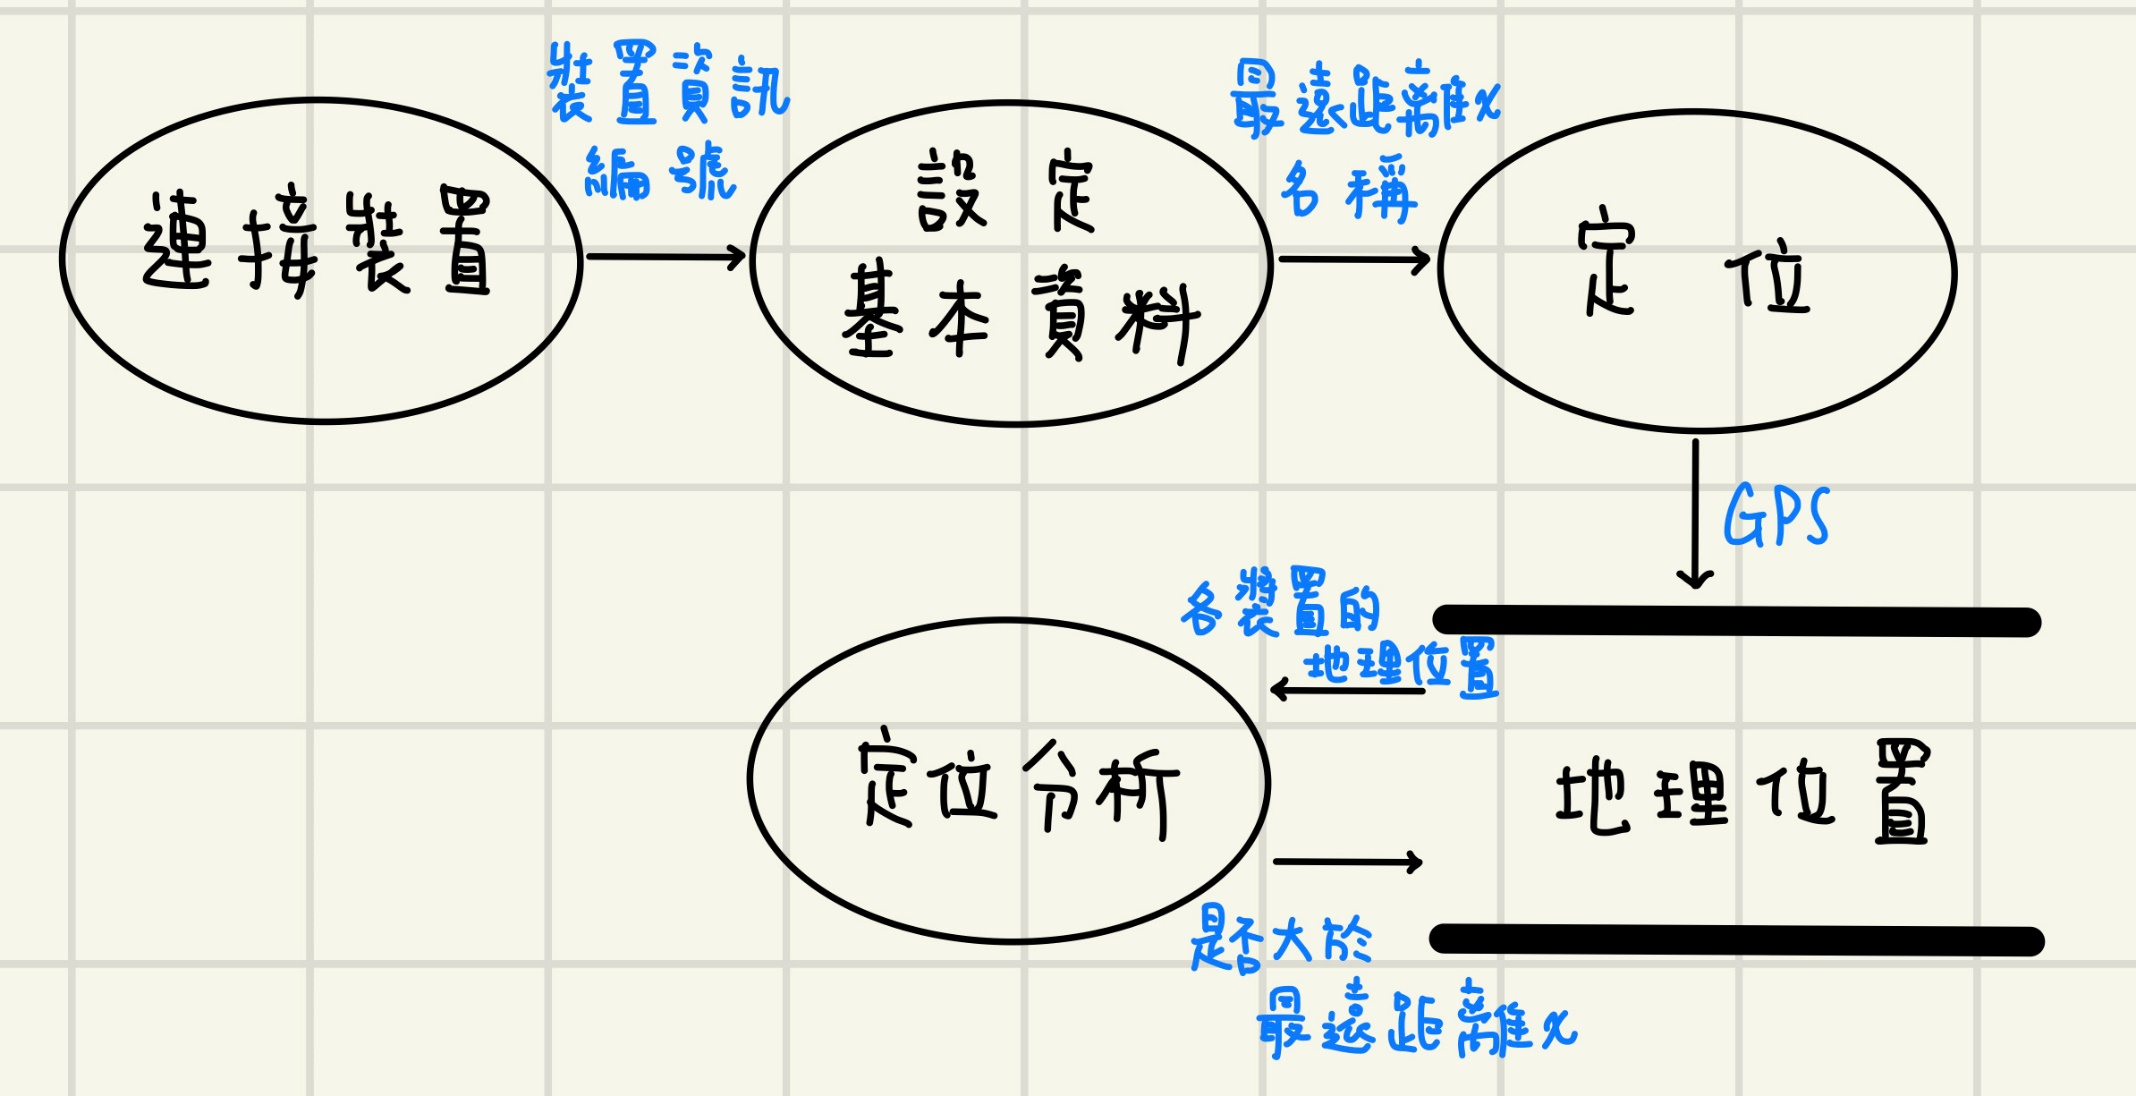 裝置資訊
編號
最遠距離x
名稱
連接裝置
設定
基本資料
定位
GPS
各裝置的
地理位置
定位分析
地理位置
是否大於
最遠距離x